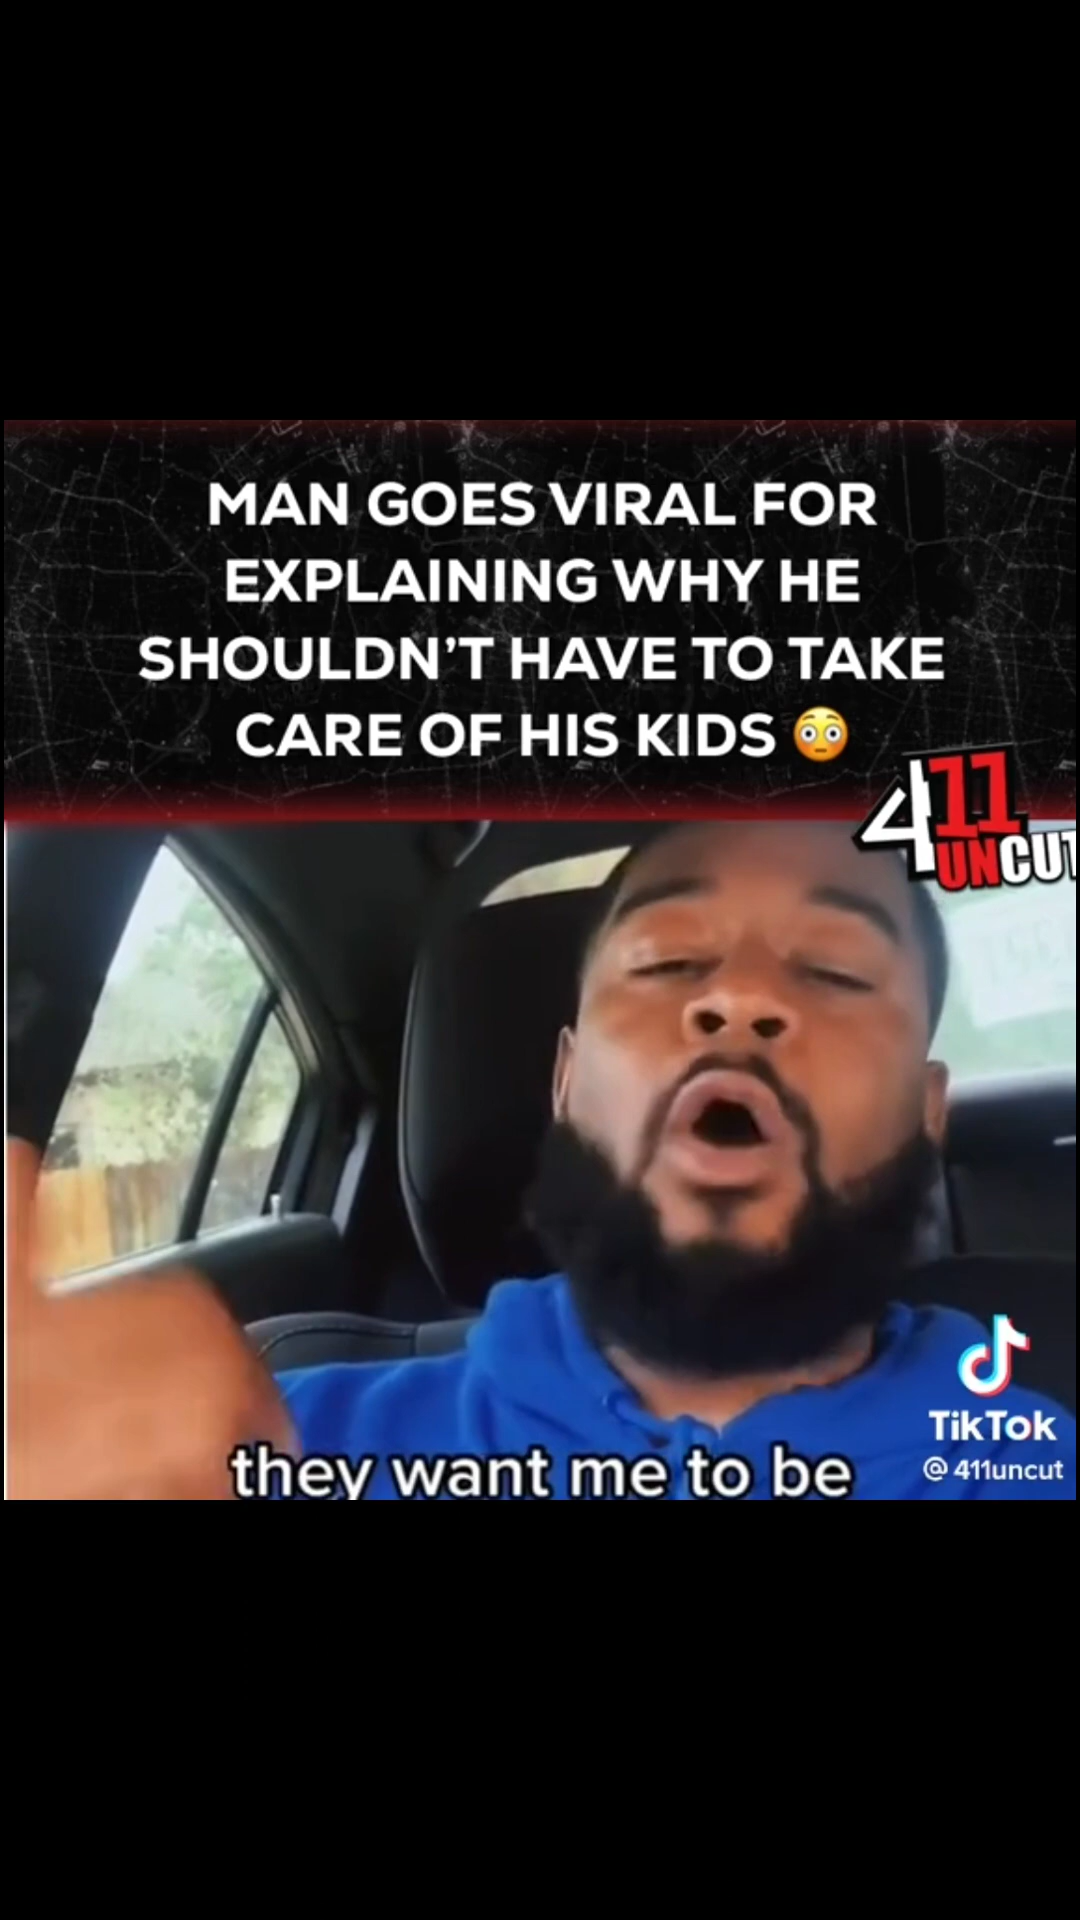 MAN GOES VIRAL FOR
EXPLAINING WHY HE
SHOULDN'T HAVE TO TAKE
CARE OF HIS KIDS 😳
411
UNCUT
they want me to be
TikTok
@ 411uncut